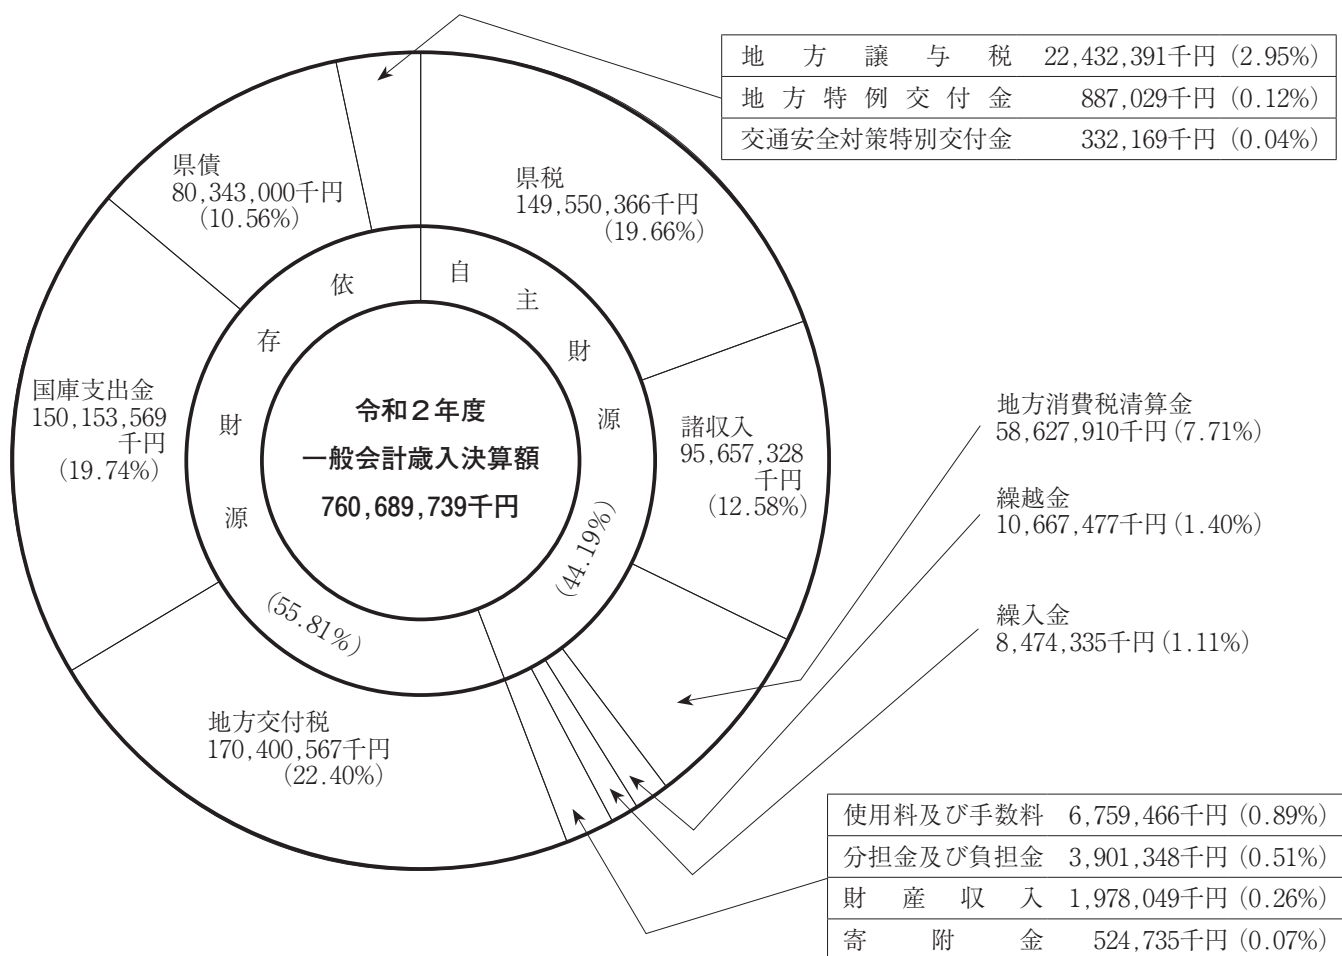 地方譲与税 22,432,391千円 (2.95%)
地方特例交付金 887,029千円 (0.12%)
交通安全対策特別交付金 332,169千円 (0.04%)
県債
80,343,000千円
(10.56%)
県税
149,550,366千円
(19.66%)
依存財源
(55.81%)
自主財源
(44.19%)
国庫支出金
150,153,569
千円
(19.74%)
令和2年度
一般会計歳入決算額
760,689,739千円
諸収入
95,657,328
千円
(12.58%)
地方消費税清算金
58,627,910千円(7.71%)
繰越金
10,667,477千円(1.40%)
繰入金
8,474,335千円(1.11%)
地方交付税
170,400,567千円
(22.40%)
使用料及び手数料 6,759,466千円 (0.89%)
分担金及び負担金 3,901,348千円 (0.51%)
財産収入 1,978,049千円 (0.26%)
寄附金 524,735千円 (0.07%)